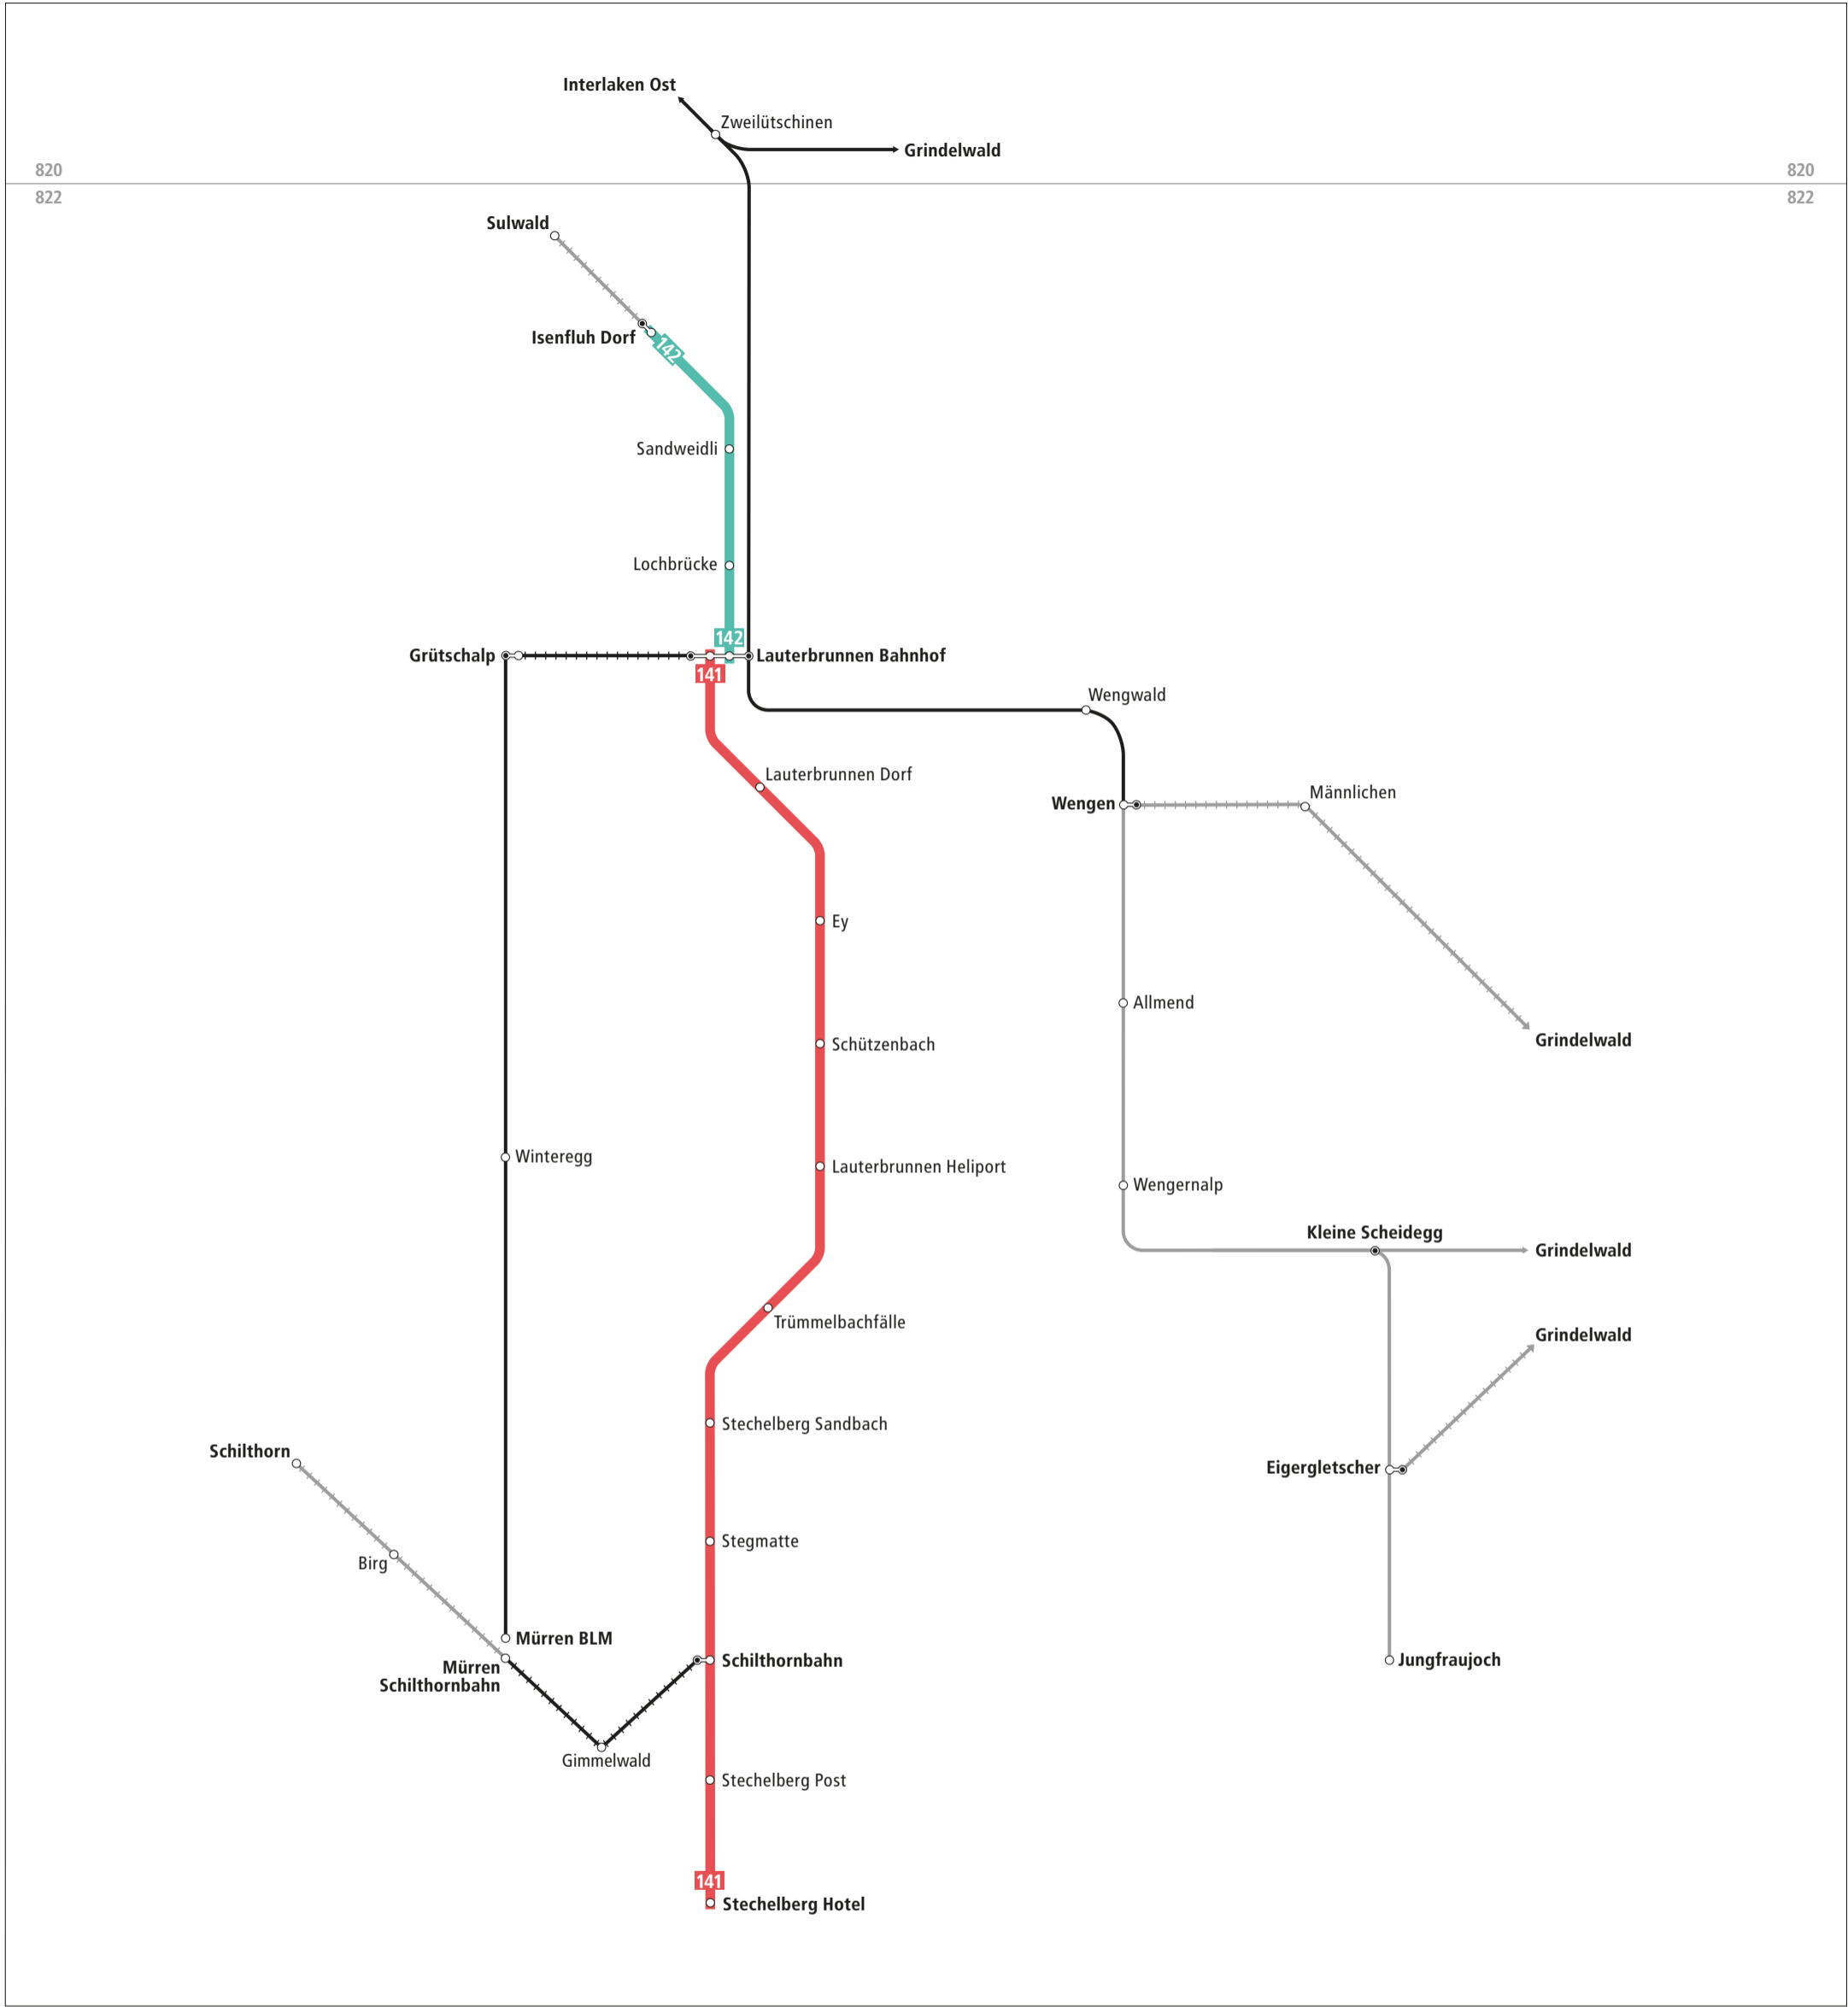 Interlaken Ost
Zweilütschinen
Grindelwald
820
820
822
822
Sulwald
Isenfluh Dorf
142
Sandweidli
Lochbrücke
142
Grütschalp
Lauterbrunnen Bahnhof
141
Wengwald
Lauterbrunnen Dorf
Männlichen
Wengen
Ey
Allmend
Grindelwald
Schützenbach
Winteregg
Lauterbrunnen Heliport
Wengernalp
Kleine Scheidegg
Grindelwald
Trümmelbachfälle
Grindelwald
Stechelberg Sandbach
Schilthorn
Eigergletscher
Stegmatte
Birg
Mürren BLM
Schilthornbahn
Jungfraujoch
Mürren
Schilthornbahn
Gimmelwald
Stechelberg Post
141
Stechelberg Hotel